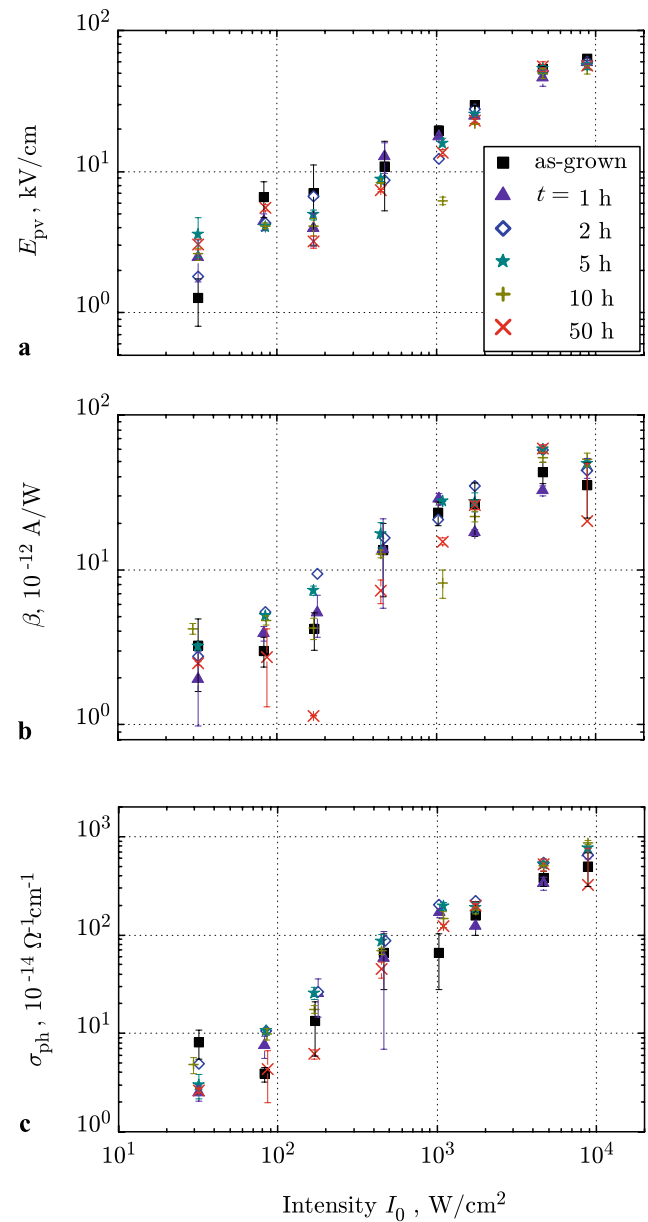 a
10²
10¹
10⁰
E_pv , kV/cm
as-grown
t = 1 h
2 h
5 h
10 h
50 h
b
10²
10¹
10⁰
β, 10⁻¹² A/W
c
10³
10²
10¹
10⁰
σ_ph , 10⁻¹⁴ Ω⁻¹cm⁻¹
10¹ 10² 10³ 10⁴
Intensity I₀ , W/cm²